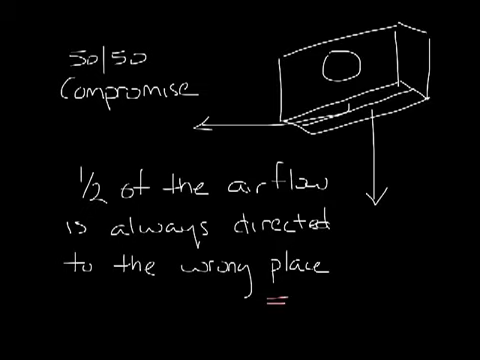 50/50
Compromise
1/2 of the airflow
is always directed
to the wrong place